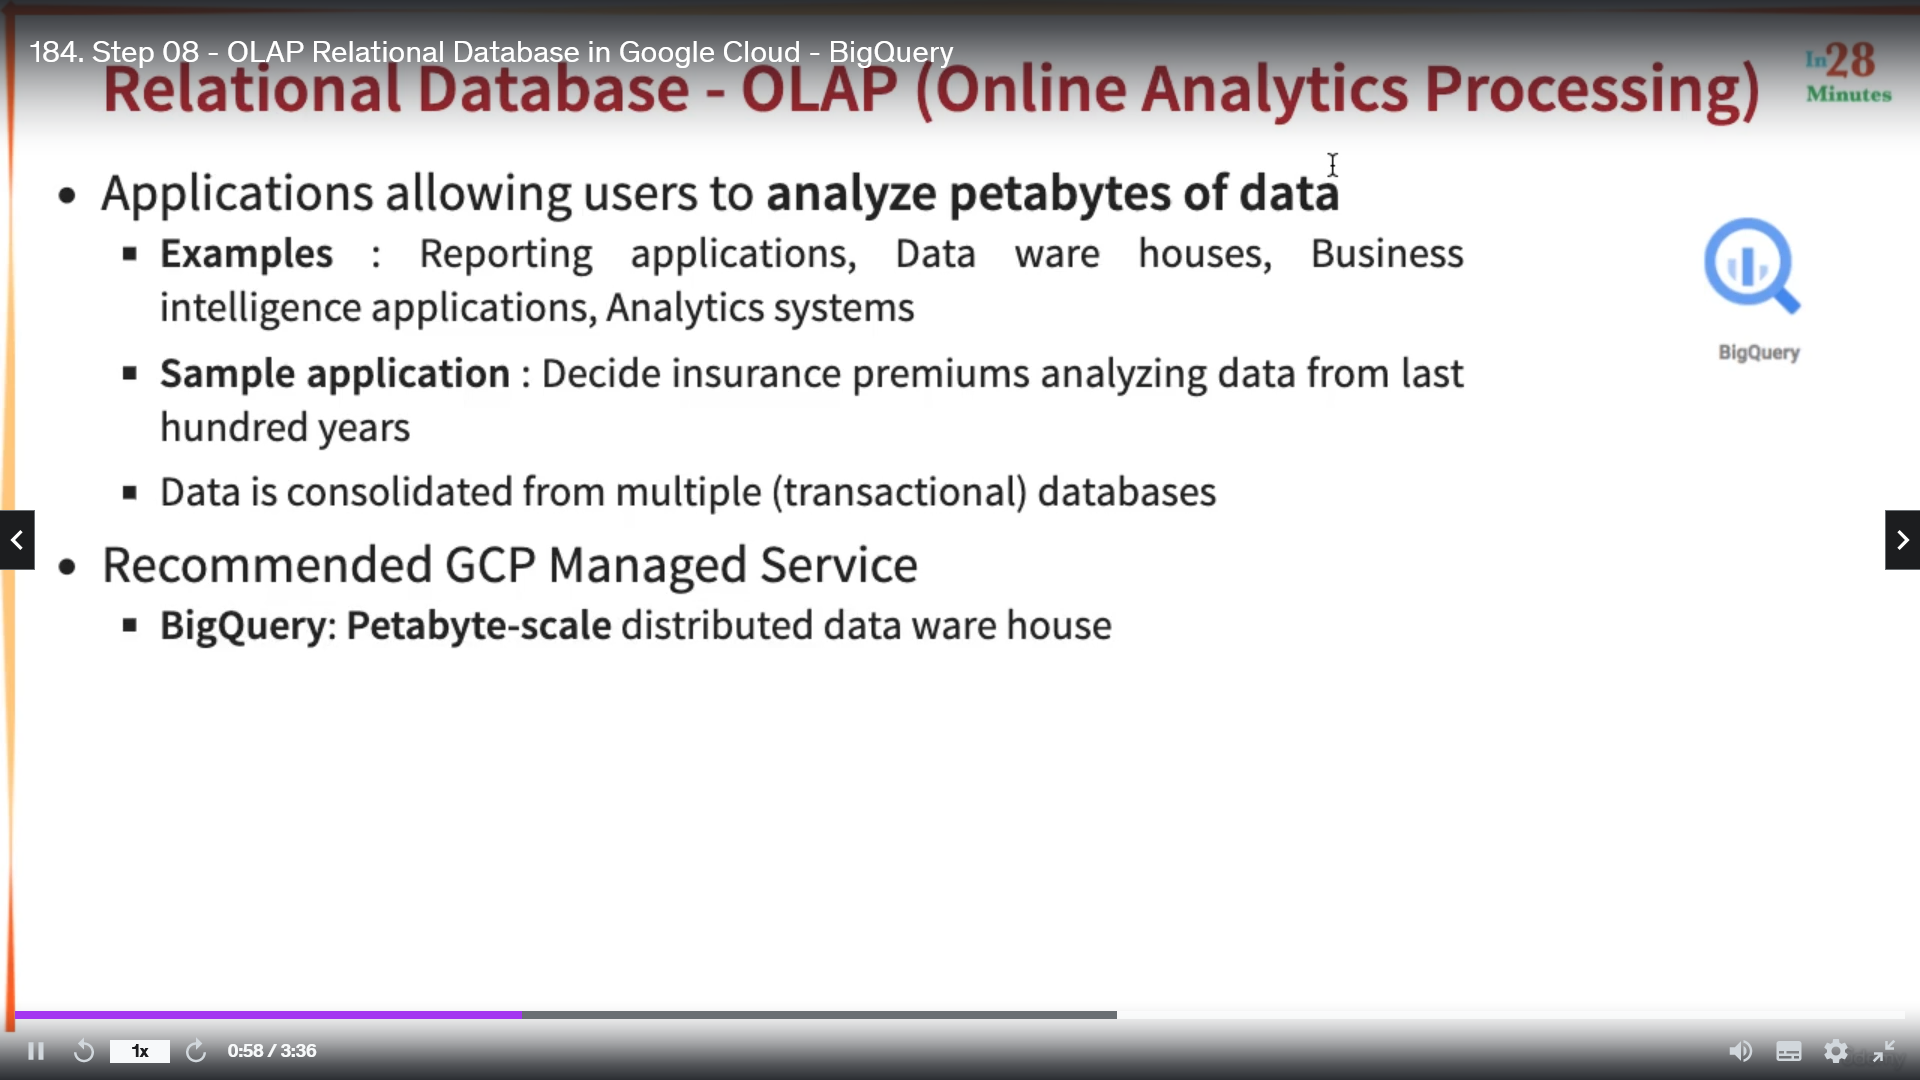 184. Step 08 - OLAP Relational Database in Google Cloud - BigQuery
Relational Database - OLAP (Online Analytics Processing)
In 28
Minutes
• Applications allowing users to analyze petabytes of data
▪ Examples : Reporting applications, Data ware houses, Business
intelligence applications, Analytics systems
▪ Sample application : Decide insurance premiums analyzing data from last
hundred years
▪ Data is consolidated from multiple (transactional) databases
• Recommended GCP Managed Service
▪ BigQuery: Petabyte-scale distributed data ware house
BigQuery
1x
0:58 / 3:36